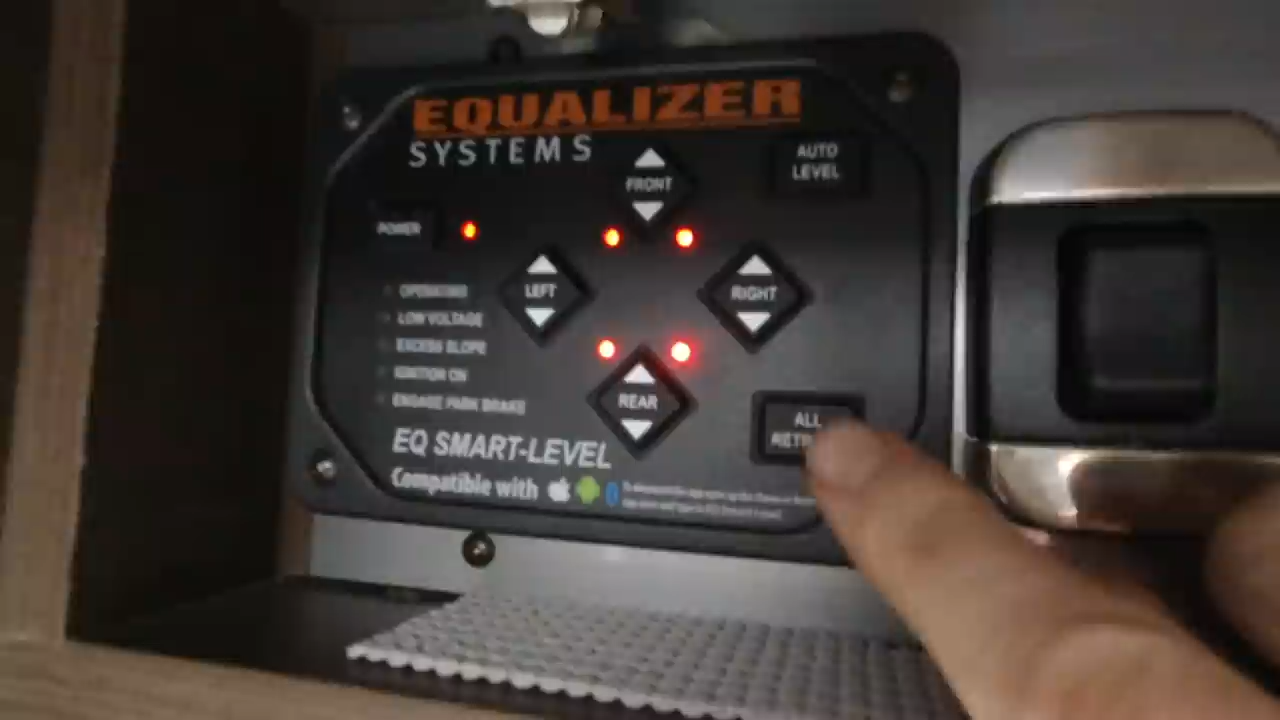 EQUALIZER
SYSTEMS
AUTO
LEVEL
FRONT
POWER
LEFT
RIGHT
OPERATING
LOW VOLTAGE
EXCESS SLOPE
IGNITION ON
ENGAGE PARK BRAKE
REAR
ALL
EQ SMART-LEVEL
Compatible with